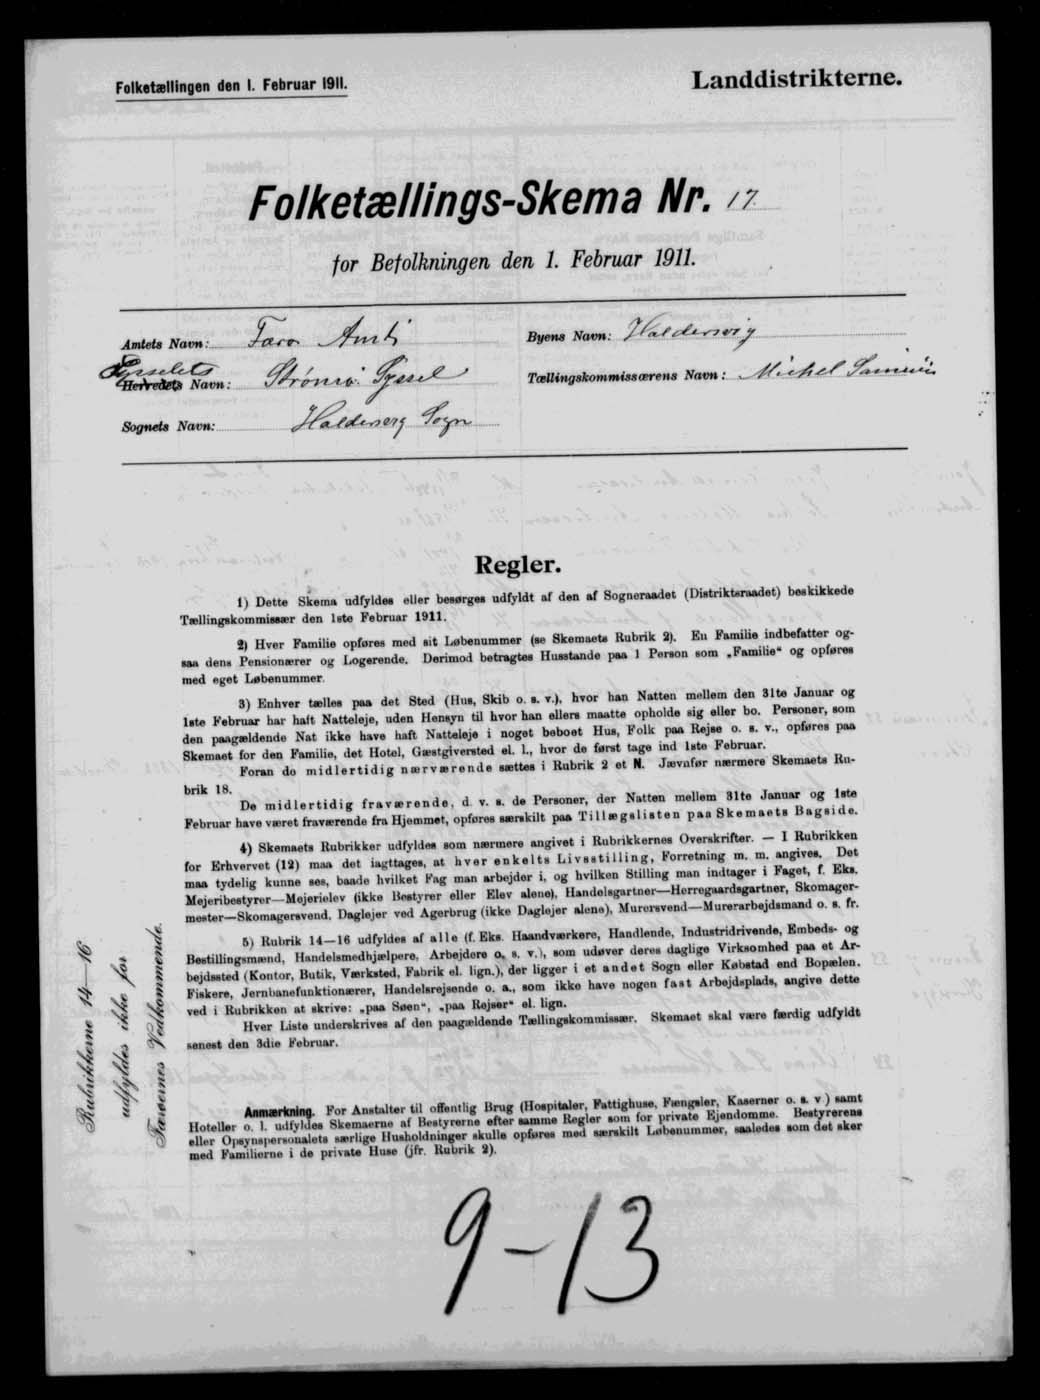 Folketællingen den 1. Februar 1911.
Landdistrikterne.
Folketællings-Skema Nr. 17.
for Befolkningen den 1. Februar 1911.
Amtets Navn: Færø Amt
Sysselets
Herredets Navn: Strømø Syssel
Sognets Navn: Haldersvig Sogn
Byens Navn: Haldersvig
Tællingskommissærens Navn: Michel
Regler.
1) Dette Skema udfyldes eller besørges udfyldt af den af Sogneraadet (Distriktsraadet) beskikkede
Tællingskommissær den 1ste Februar 1911.
2) Hver Familie opføres med sit Løbenummer (se Skemaets Rubrik 2). En Familie indbefatter og-
saa dens Pensionærer og Logerende. Derimod betragtes Husstande paa 1 Person som „Familie“ og opføres
med eget Løbenummer.
3) Enhver tælles paa det Sted (Hus, Skib o. s. v.), hvor han Natten mellem den 31te Januar og
1ste Februar har haft Natteleje, uden Hensyn til hvor han ellers maatte opholde sig eller bo. Personer, som
den paagældende Nat ikke have haft Natteleje i noget beboet Hus, Folk paa Rejse o. s. v., opføres paa
Skemaet for den Familie, det Hotel, Gæstgiversted el. l., hvor de først tage ind 1ste Februar.
Foran de midlertidig nærværende sættes i Rubrik 2 et N. Jævnfør nærmere Skemaets Ru-
brik 18.
De midlertidig fraværende, d. v. s. de Personer, der Natten mellem 31te Januar og 1ste
Februar have været fraværende fra Hjemmet, opføres særskilt paa Tillægslisten paa Skemaets Bagside.
4) Skemaets Rubrikker udfyldes som nærmere angivet i Rubrikkernes Overskrifter. — I Rubrikken
for Erhvervet (12) maa det iagttages, at hver enkelts Livsstilling, Forretning m. m. angives. Det
maa tydelig kunne ses, baade hvilket Fag man arbejder i, og hvilken Stilling man indtager i Faget, f. Eks.
Mejeribestyrer—Mejerielev (ikke Bestyrer eller Elev alene), Handelsgartner—Herregaardsgartner, Skomager-
mester—Skomagersvend, Daglejer ved Agerbrug (ikke Daglejer alene), Murersvend—Murerarbejdsmand o. s. fr.
5) Rubrik 14—16 udfyldes af alle (f. Eks. Haandværkere, Handlende, Industridrivende, Embeds- og
Bestillingsmænd, Handelsmedhjælpere, Arbejdere o. s. v.), som udøver deres daglige Virksomhed paa et Ar-
bejdssted (Kontor, Butik, Værksted, Fabrik el. lign.), der ligger i et andet Sogn eller Købstad end Bopælen.
Fiskere, Jernbanefunktionærer, Handelsrejsende o. a., som ikke have nogen fast Arbejdsplads, angive dette
ved i Rubrikken at skrive: „paa Søen“, „paa Rejser“ el. lign.
Hver Liste underskrives af den paagældende Tællingskommissær. Skemaet skal være færdig udfyldt
senest den 3die Februar.
Rubrikkerne 14—16
udfyldes ikke for
Færøernes Vedkommende.
Anmærkning. For Anstalter til offentlig Brug (Hospitaler, Fattighuse, Fængsler, Kaserner o. s. v) samt
Hoteller o. l. udfyldes Skemaerne af Bestyrerne efter samme Regler som for private Ejendomme. Bestyrerens
eller Opsynspersonalets særlige Husholdninger skulle opføres med særskilt Løbenummer, saaledes som det sker
med Familierne i de private Huse (jfr. Rubrik 2).
9-13